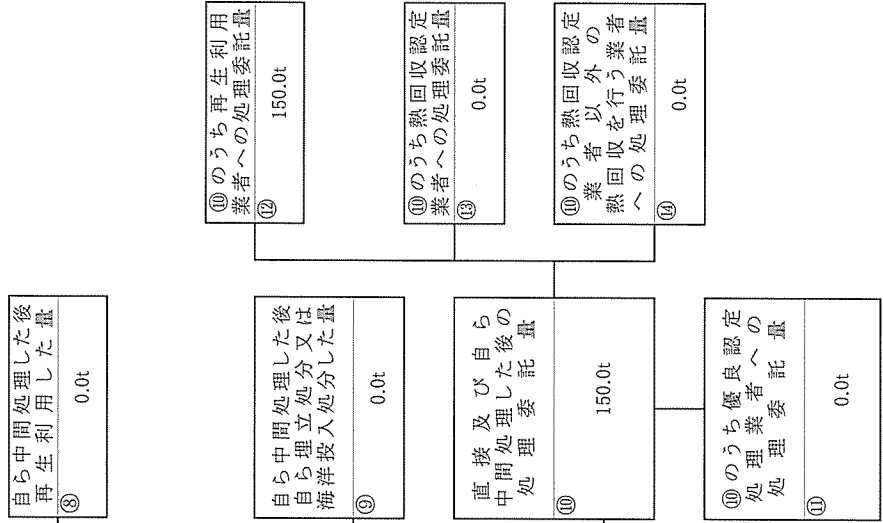 自ら中間処理した後
再生利用した量
⑧
0.0t
自ら中間処理した後
自ら埋立処分又は
海洋投入処分した量
⑨
0.0t
直接及び自ら
中間処理した後の
処理委託量
⑩
150.0t
⑩のうち優良認定
処理業者への
処理委託量
⑪
0.0t
⑩のうち再生利用
業者への処理委託量
⑫
150.0t
⑩のうち熱回収認定
業者への処理委託量
⑬
0.0t
⑩のうち熱回収認定
業者以外の
熱回収を行う業者
への処理委託量
⑭
0.0t